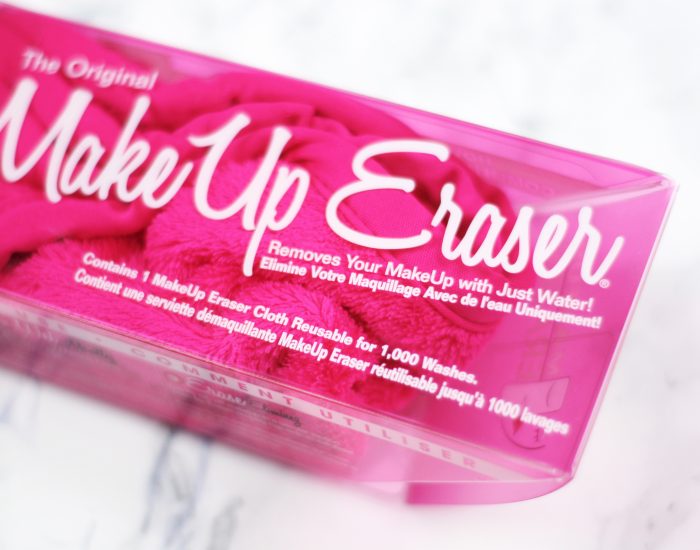 The Original
MakeUp Eraser®
Removes Your MakeUp with Just Water!
Elimine Votre Maquillage Avec de l'eau Uniquement!
Contains 1 MakeUp Eraser Cloth Reusable for 1,000 Washes.
Contient une serviette démaquillante MakeUp Eraser réutilisable jusqu'à 1000 lavages
COMMENT UTILISER